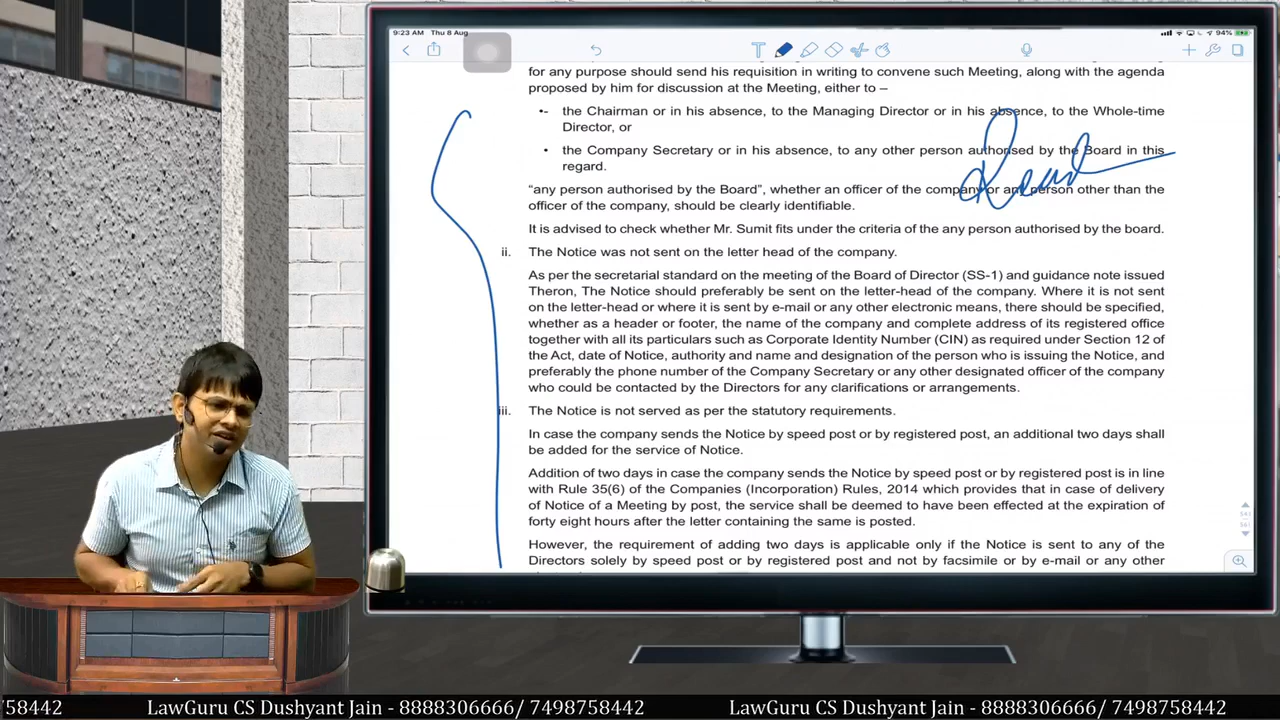 9:23 AM Thu 8 Aug
94%
for any purpose should send his requisition in writing to convene such Meeting, along with the agenda
proposed by him for discussion at the Meeting, either to –
•- the Chairman or in his absence, to the Managing Director or in his absence, to the Whole-time
Director, or
• the Company Secretary or in his absence, to any other person authorised by the Board in this
regard.
Read
“any person authorised by the Board”, whether an officer of the company or any person other than the
officer of the company, should be clearly identifiable.
It is advised to check whether Mr. Sumit fits under the criteria of the any person authorised by the board.
ii. The Notice was not sent on the letter head of the company.
As per the secretarial standard on the meeting of the Board of Director (SS-1) and guidance note issued
Theron, The Notice should preferably be sent on the letter-head of the company. Where it is not sent
on the letter-head or where it is sent by e-mail or any other electronic means, there should be specified,
whether as a header or footer, the name of the company and complete address of its registered office
together with all its particulars such as Corporate Identity Number (CIN) as required under Section 12 of
the Act, date of Notice, authority and name and designation of the person who is issuing the Notice, and
preferably the phone number of the Company Secretary or any other designated officer of the company
who could be contacted by the Directors for any clarifications or arrangements.
iii. The Notice is not served as per the statutory requirements.
In case the company sends the Notice by speed post or by registered post, an additional two days shall
be added for the service of Notice.
Addition of two days in case the company sends the Notice by speed post or by registered post is in line
with Rule 35(6) of the Companies (Incorporation) Rules, 2014 which provides that in case of delivery
of Notice of a Meeting by post, the service shall be deemed to have been effected at the expiration of
forty eight hours after the letter containing the same is posted.
However, the requirement of adding two days is applicable only if the Notice is sent to any of the
Directors solely by speed post or by registered post and not by facsimile or by e-mail or any other
758442 LawGuru CS Dushyant Jain - 8888306666/ 7498758442 LawGuru CS Dushyant Jain - 8888306666/ 7498758442